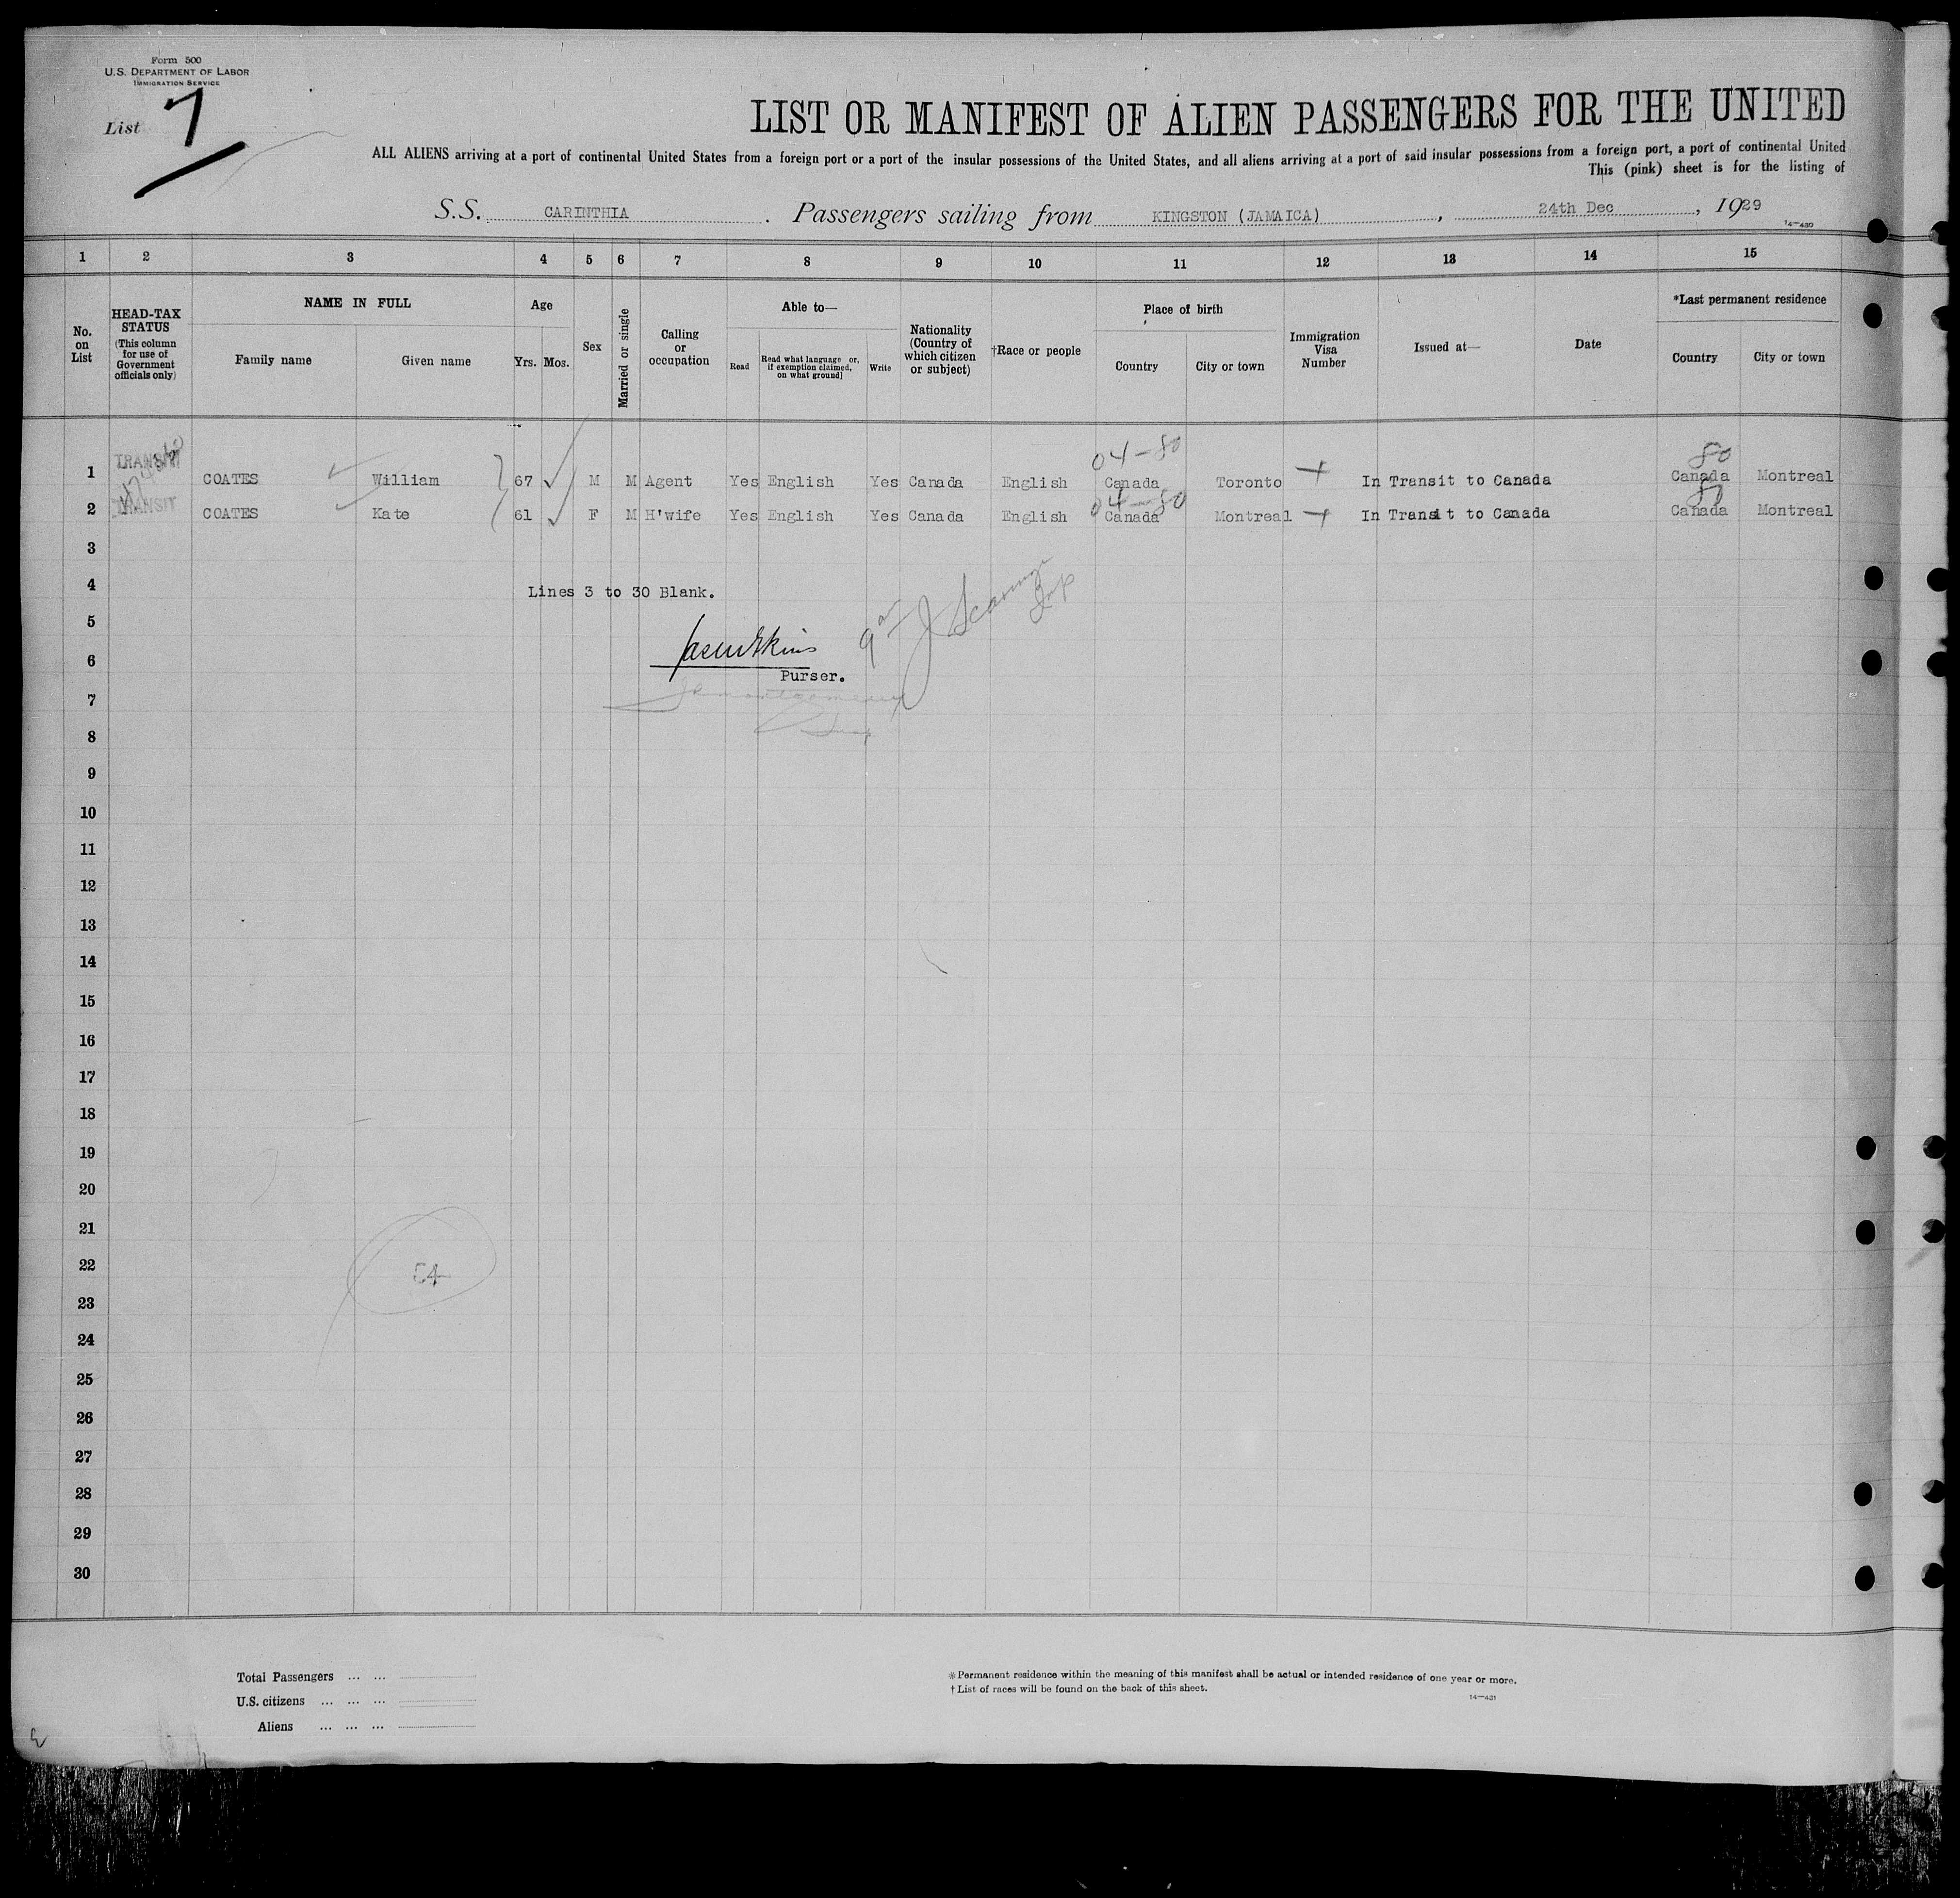 Form 500
U.S. DEPARTMENT OF LABOR
IMMIGRATION SERVICE
List 7
LIST OR MANIFEST OF ALIEN PASSENGERS FOR THE UNITED
ALL ALIENS arriving at a port of continental United States from a foreign port or a port of the insular possessions of the United States, and all aliens arriving at a port of said insular possessions from a foreign port, a port of continental United
This (pink) sheet is for the listing of
S.S. CARINTHIA. Passengers sailing from KINGSTON (JAMAICA), 24th Dec, 1929
14—430
1 2 3 4 5 6 7 8 9 10 11 12 13 14 15
No. on List
HEAD-TAX STATUS (This column for use of Government officials only)
NAME IN FULL
Family name
Given name
Age
Yrs. Mos.
Sex
Married or single
Calling or occupation
Able to—
Read
Read what language or, if exemption claimed, on what ground]
Write
Nationality (Country of which citizen or subject)
†Race or people
Place of birth
Country
City or town
Immigration Visa Number
Issued at—
Date
*Last permanent residence
Country
City or town
04-80 80
1 TRANSIT COATES William 67 M M Agent Yes English Yes Canada English Canada Toronto In Transit to Canada Canada Montreal
04-80 80
2 TRANSIT COATES Kate 61 F M H'wife Yes English Yes Canada English Canada Montreal In Transit to Canada Canada Montreal
3
4
Lines 3 to 30 Blank.
5
6
Purser.
7
8
9
10
11
12
13
14
15
16
17
18
19
20
21
22
54
23
24
25
26
27
28
29
30
Total Passengers ... ...
U.S. citizens ... ... ...
Aliens ... ... ...
* Permanent residence within the meaning of this manifest shall be actual or intended residence of one year or more.
† List of races will be found on the back of this sheet.
14—431